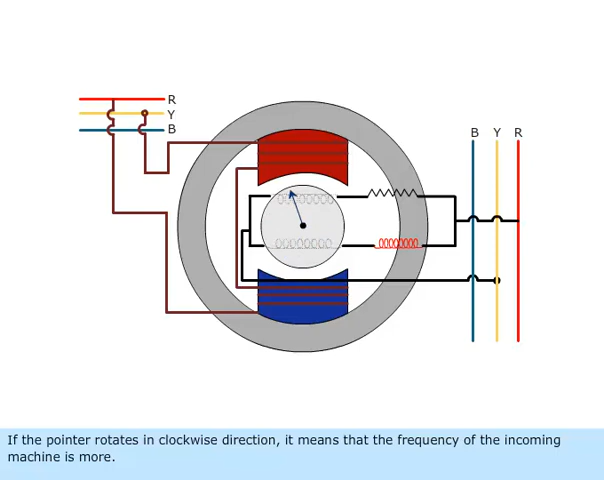 R
Y
B
B Y R
If the pointer rotates in clockwise direction, it means that the frequency of the incoming
machine is more.